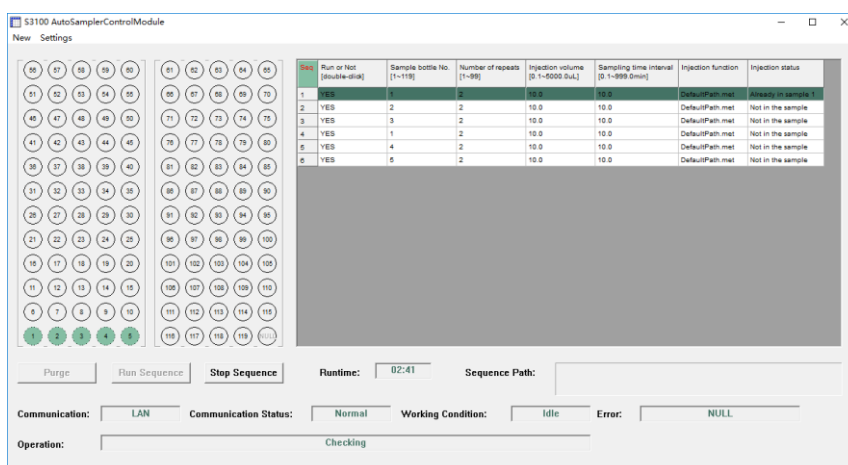 S3100 AutoSamplerControlModule
New Settings
56 57 58 59 60 61 62 63 64 65
51 52 53 54 55 66 67 68 69 70
46 47 48 49 50 71 72 73 74 75
41 42 43 44 45 76 77 78 79 80
36 37 38 39 40 81 82 83 84 85
31 32 33 34 35 86 87 88 89 90
26 27 28 29 30 91 92 93 94 95
21 22 23 24 25 96 97 98 99 100
16 17 18 19 20 101 102 103 104 105
11 12 13 14 15 106 107 108 109 110
6 7 8 9 10 111 112 113 114 115
1 2 3 4 5 116 117 118 119 NULL
Seq Run or Not [double-click] Sample bottle No. [1~119] Number of repeats [1~99] Injection volume [0.1~5000.0uL] Sampling time interval [0.1~999.0min] Injection function Injection status
1 YES 1 2 10.0 10.0 DefaultPath.met Already in sample 1
2 YES 2 2 10.0 10.0 DefaultPath.met Not in the sample
3 YES 3 2 10.0 10.0 DefaultPath.met Not in the sample
4 YES 1 2 10.0 10.0 DefaultPath.met Not in the sample
5 YES 4 2 10.0 10.0 DefaultPath.met Not in the sample
6 YES 5 2 10.0 10.0 DefaultPath.met Not in the sample
Purge Run Sequence Stop Sequence Runtime: 02:41 Sequence Path:
Communication: LAN Communication Status: Normal Working Condition: Idle Error: NULL
Operation: Checking